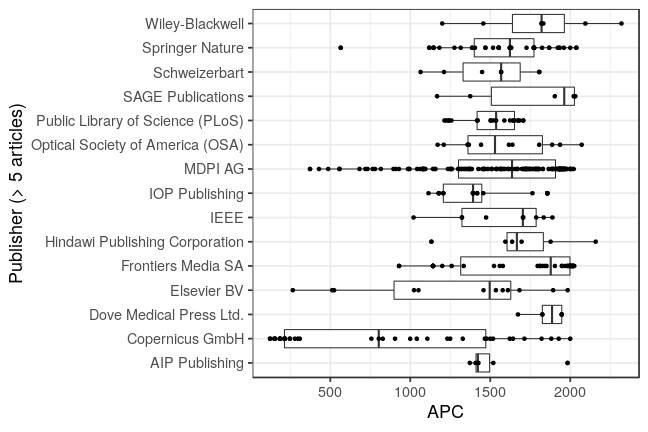 Publisher (> 5 articles)
Wiley-Blackwell
Springer Nature
Schweizerbart
SAGE Publications
Public Library of Science (PLoS)
Optical Society of America (OSA)
MDPI AG
IOP Publishing
IEEE
Hindawi Publishing Corporation
Frontiers Media SA
Elsevier BV
Dove Medical Press Ltd.
Copernicus GmbH
AIP Publishing
500 1000 1500 2000
APC